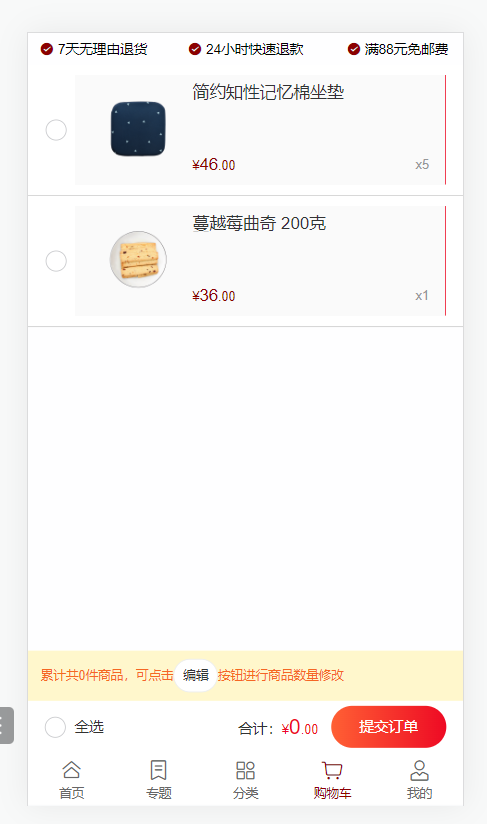 7天无理由退货 24小时快速退款 满88元免邮费
简约知性记忆棉坐垫
¥46.00 x5
蔓越莓曲奇 200克
¥36.00 x1
累计共0件商品，可点击 编辑 按钮进行商品数量修改
全选 合计：¥0.00 提交订单
首页 专题 分类 购物车 我的